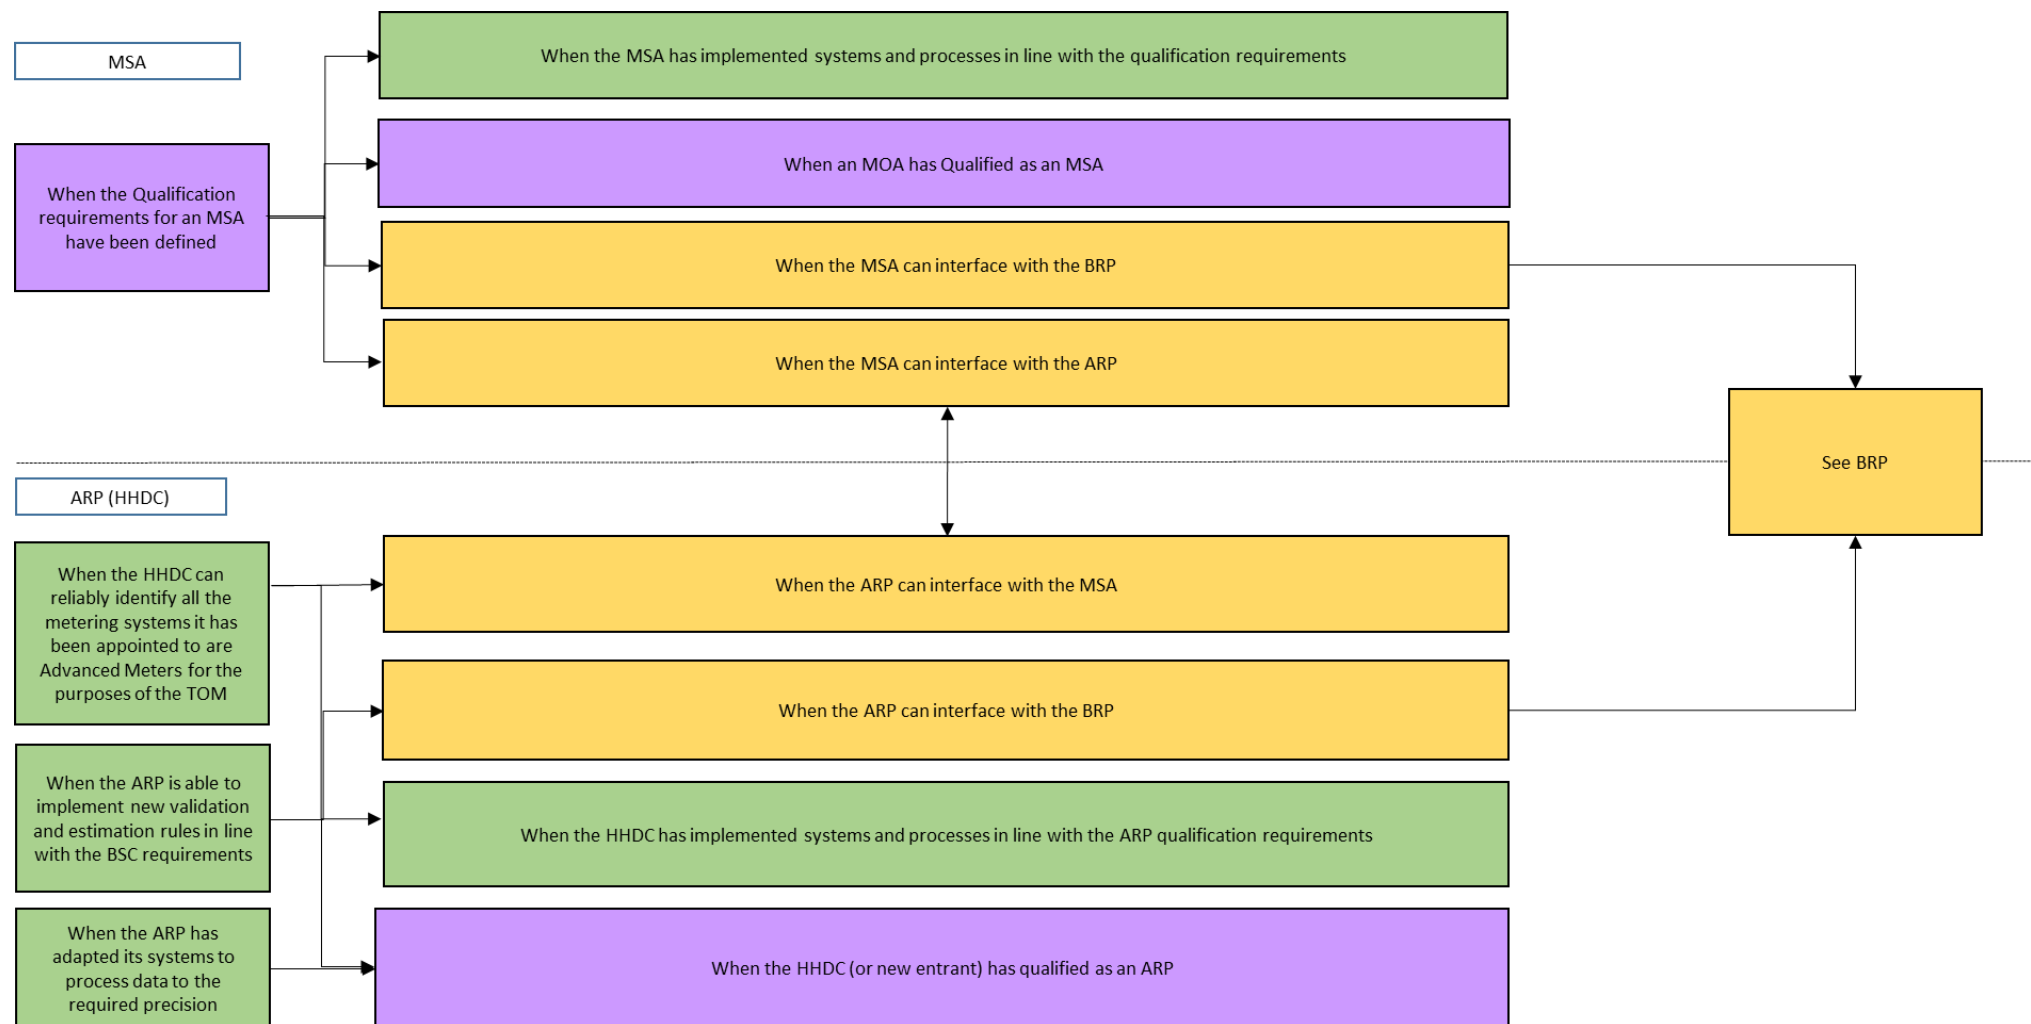 MSA
When the MSA has implemented systems and processes in line with the qualification requirements
When an MOA has Qualified as an MSA
When the Qualification
requirements for an MSA
have been defined
When the MSA can interface with the BRP
When the MSA can interface with the ARP
See BRP
ARP (HHDC)
When the HHDC can
reliably identify all the
metering systems it has
been appointed to are
Advanced Meters for the
purposes of the TOM
When the ARP can interface with the MSA
When the ARP can interface with the BRP
When the ARP is able to
implement new validation
and estimation rules in line
with the BSC requirements
When the HHDC has implemented systems and processes in line with the ARP qualification requirements
When the ARP has
adapted its systems to
process data to the
required precision
When the HHDC (or new entrant) has qualified as an ARP